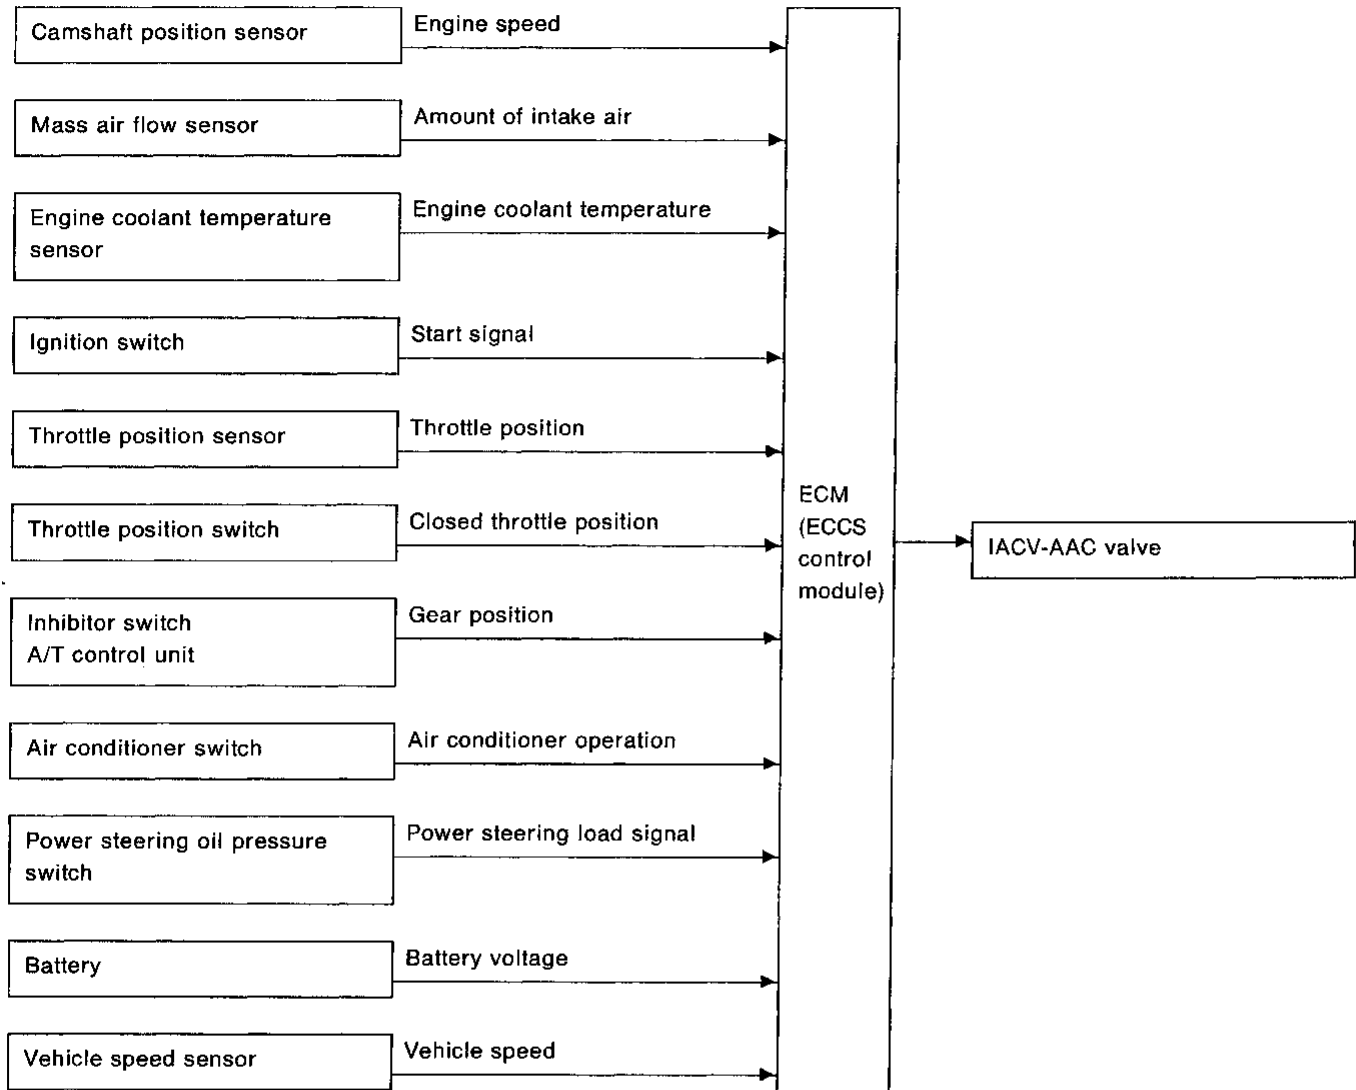 Camshaft position sensor
Engine speed
Mass air flow sensor
Amount of intake air
Engine coolant temperature
sensor
Engine coolant temperature
Ignition switch
Start signal
Throttle position sensor
Throttle position
Throttle position switch
Closed throttle position
Inhibitor switch
A/T control unit
Gear position
Air conditioner switch
Air conditioner operation
Power steering oil pressure
switch
Power steering load signal
Battery
Battery voltage
Vehicle speed sensor
Vehicle speed
ECM
(ECCS
control
module)
IACV-AAC valve